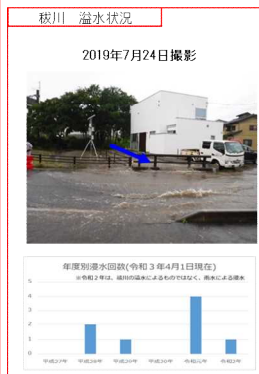 秡川　溢水状況
2019年7月24日撮影
年度別浸水回数(令和3年4月1日現在)
※令和2年は、秡川の溢水によるものではなく、雨水による浸水
5
4
3
2
1
0
平成27年 平成28年 平成29年 平成30年 令和元年 令和2年